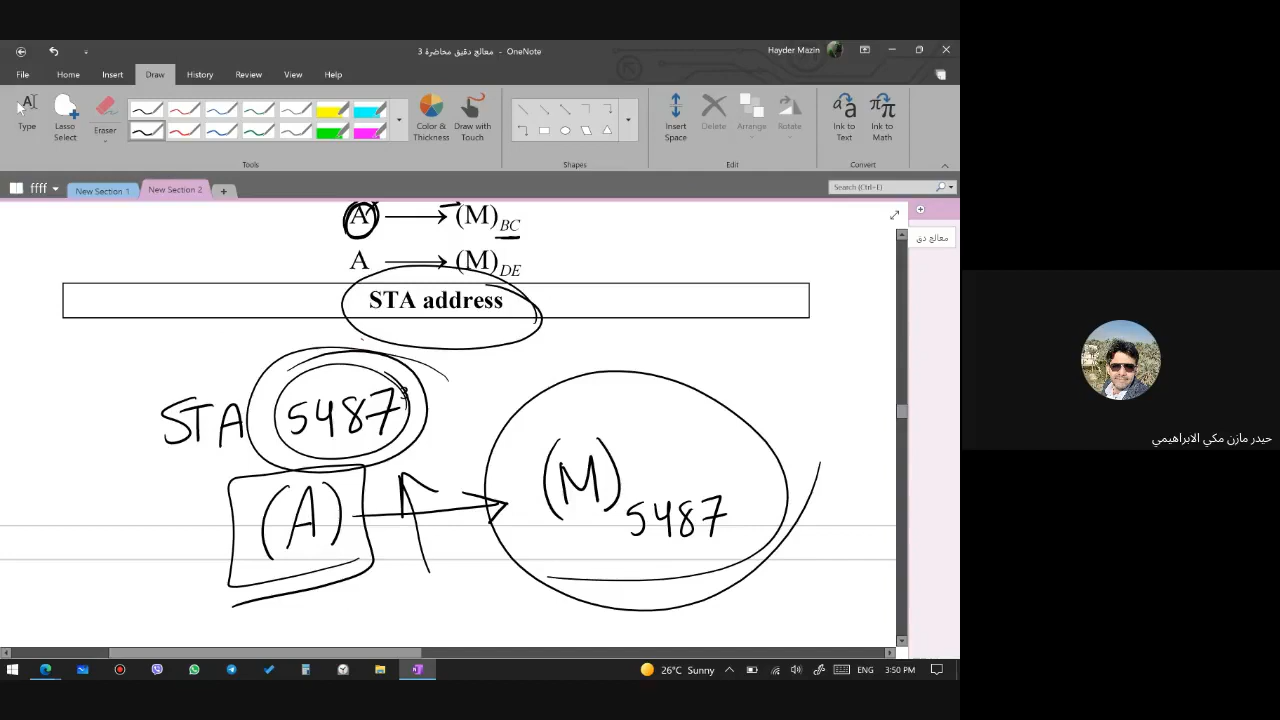 معالج دقيق محاضرة 3 - OneNote
Hayder Mazin
File Home Insert Draw History Review View Help
Type
Lasso Select
Eraser
Color & Thickness
Draw with Touch
Insert Space
Delete
Arrange
Rotate
Ink to Text
Ink to Math
Tools
Shapes
Edit
Convert
ffff
New Section 1
New Section 2
Search (Ctrl+E)
معالج دق
A → (M)BC
A → (M)DE
STA address
STA 5487
(A) → (M)5487
حيدر مازن مكي الابراهيمي
26°C Sunny
ENG
3:50 PM